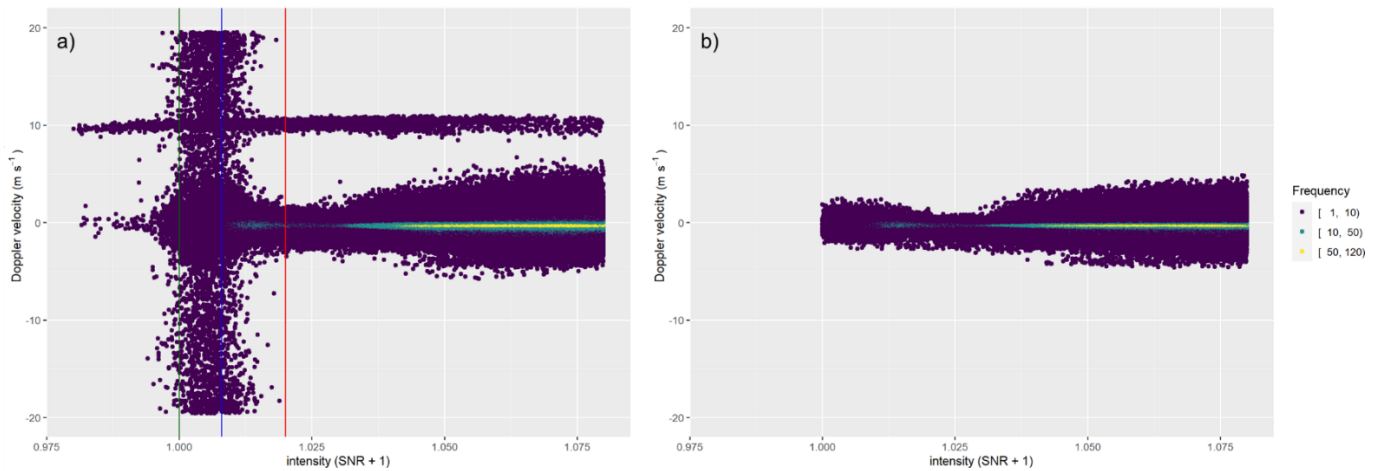 a)
20
10
0
-10
-20
Doppler velocity (m s⁻¹)
0.975
1.000
1.025
1.050
1.075
intensity (SNR + 1)
b)
20
10
0
-10
-20
Doppler velocity (m s⁻¹)
0.975
1.000
1.025
1.050
1.075
intensity (SNR + 1)
Frequency
[ 1, 10)
[ 10, 50)
[ 50, 120)